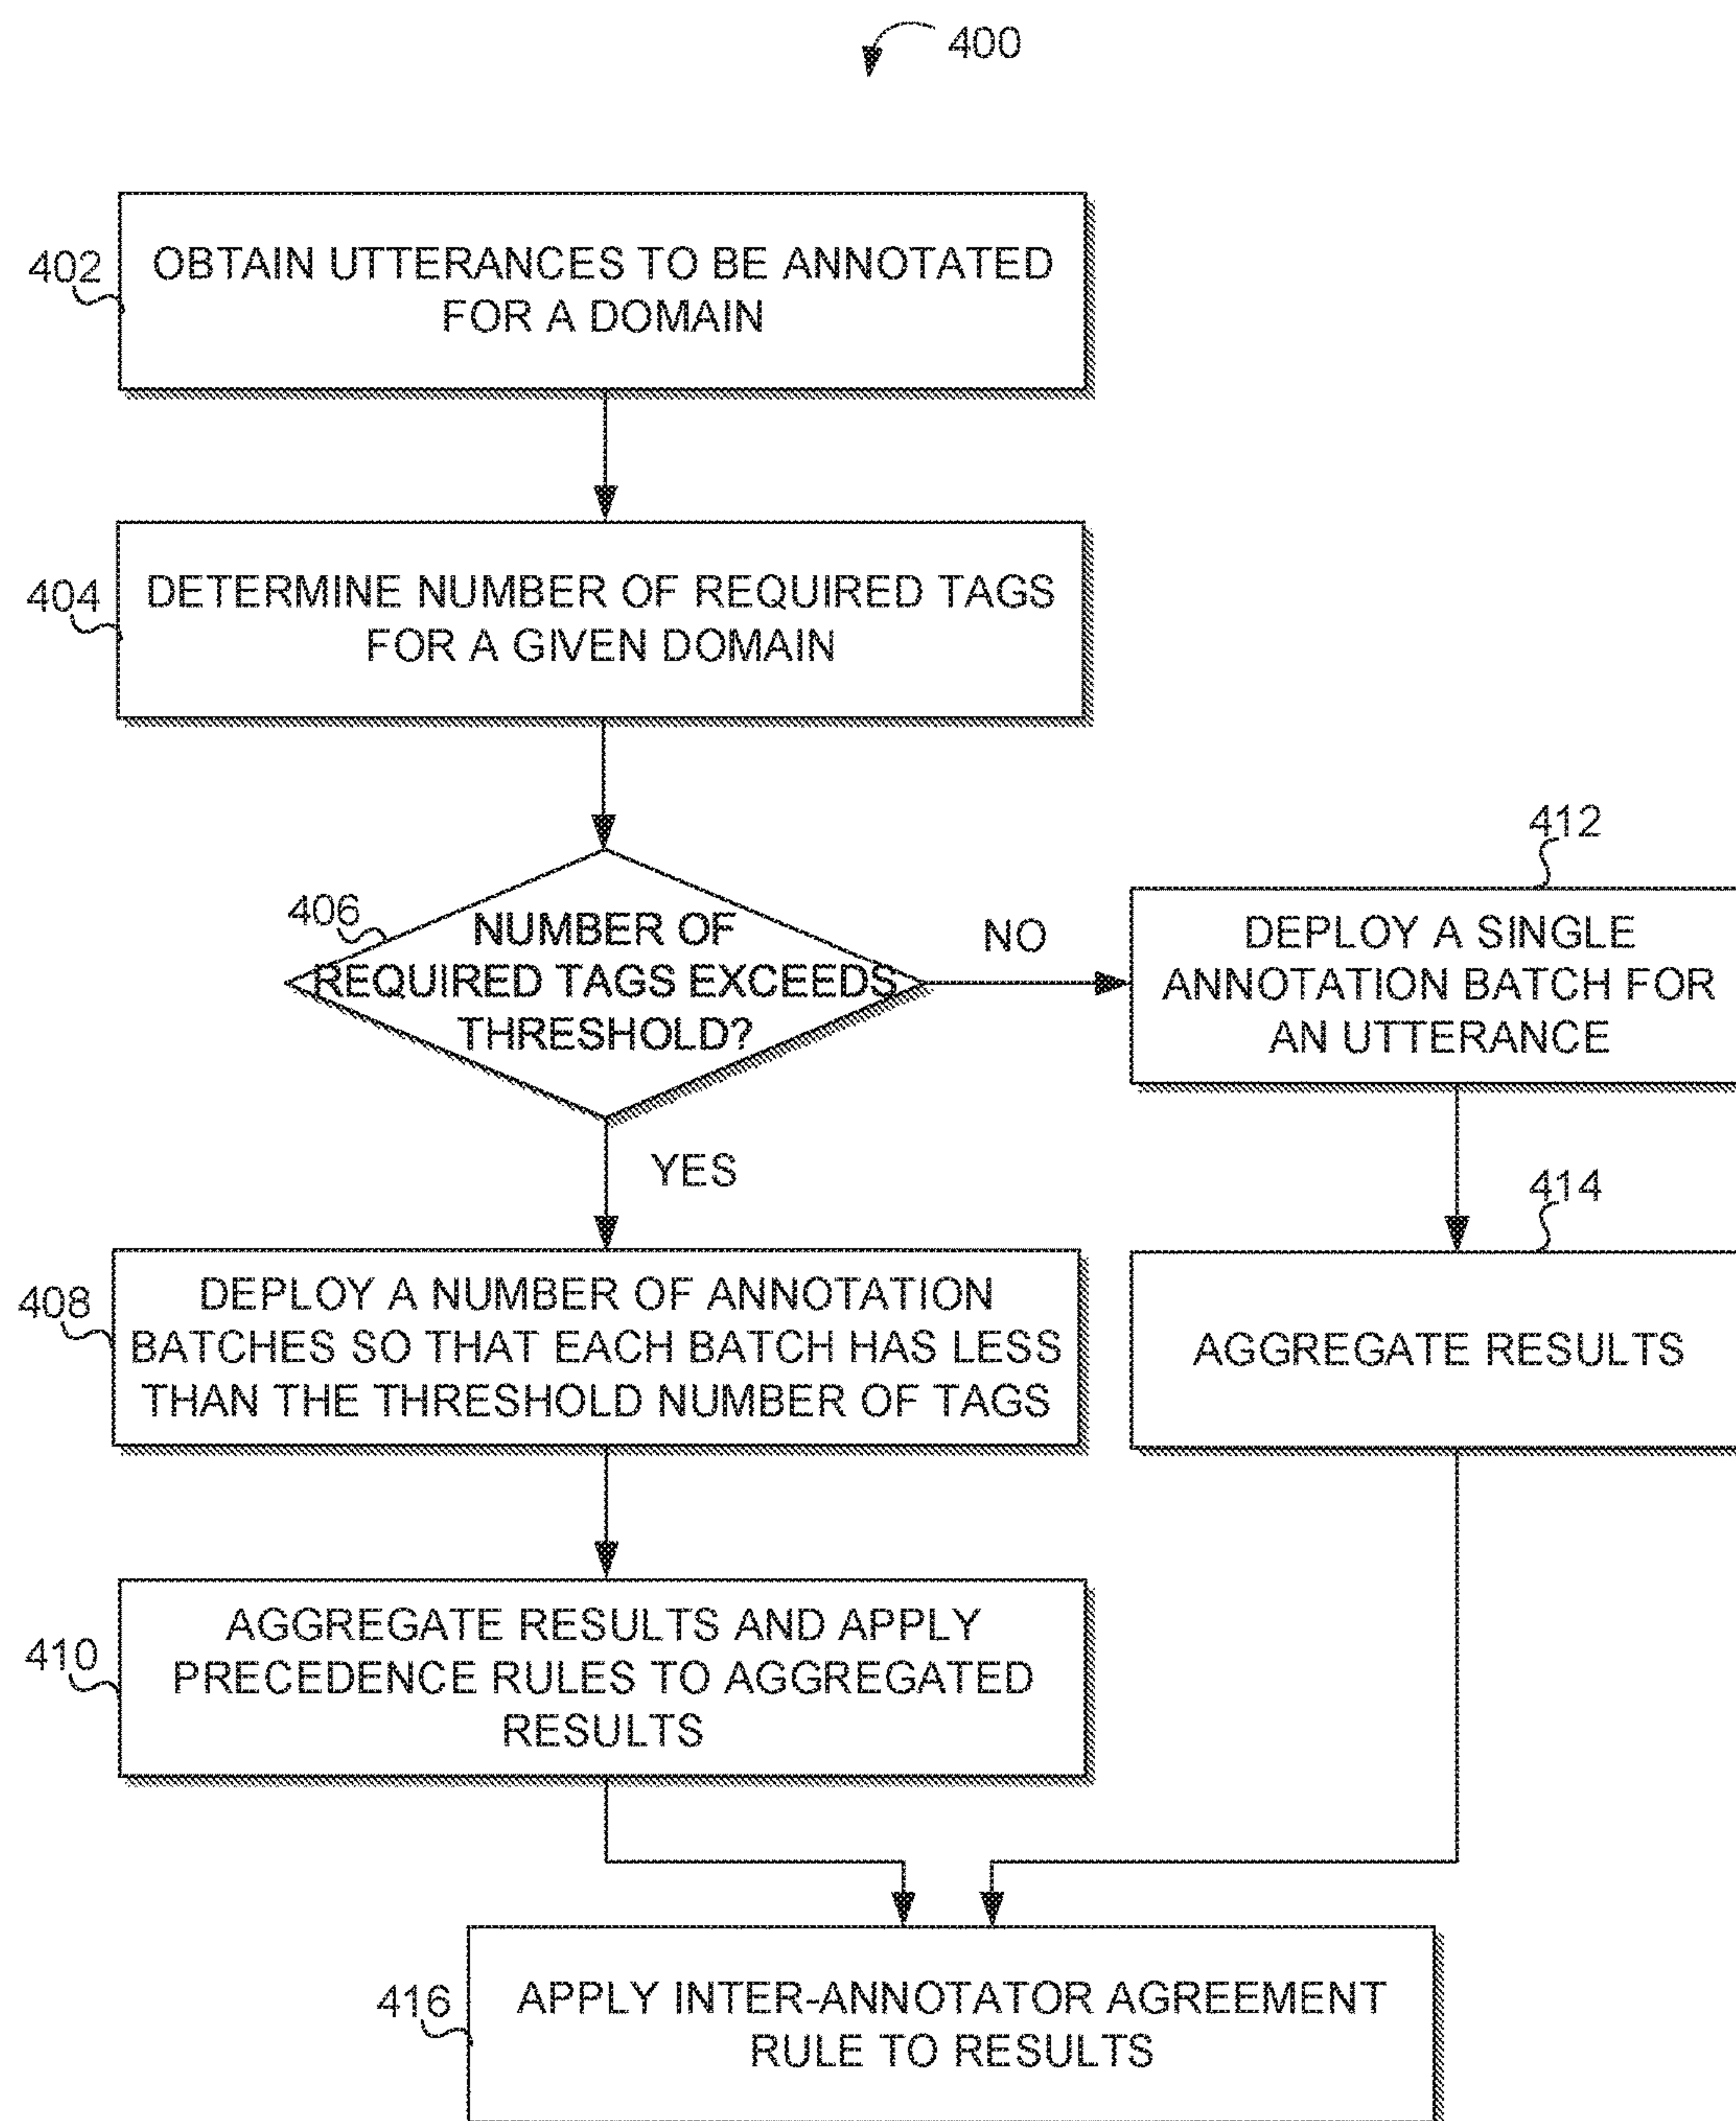 400
402
OBTAIN UTTERANCES TO BE ANNOTATED
FOR A DOMAIN
404
DETERMINE NUMBER OF REQUIRED TAGS
FOR A GIVEN DOMAIN
406
NUMBER OF
REQUIRED TAGS EXCEEDS
THRESHOLD?
NO
412
DEPLOY A SINGLE
ANNOTATION BATCH FOR
AN UTTERANCE
YES
408
DEPLOY A NUMBER OF ANNOTATION
BATCHES SO THAT EACH BATCH HAS LESS
THAN THE THRESHOLD NUMBER OF TAGS
414
AGGREGATE RESULTS
410
AGGREGATE RESULTS AND APPLY
PRECEDENCE RULES TO AGGREGATED
RESULTS
416
APPLY INTER-ANNOTATOR AGREEMENT
RULE TO RESULTS